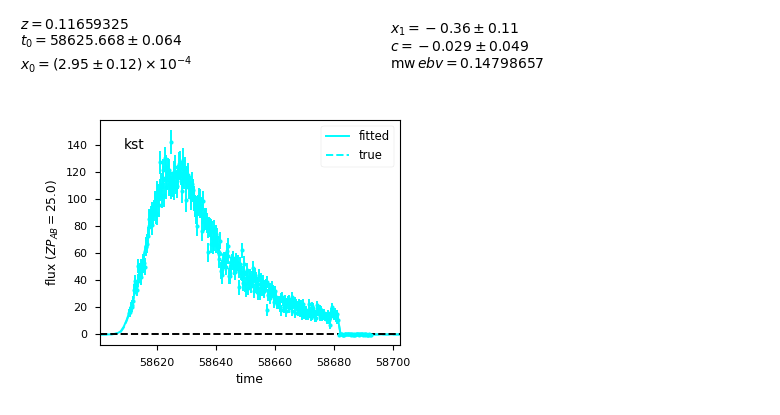 z = 0.11659325
t₀ = 58625.668 ± 0.064
x₀ = (2.95 ± 0.12) × 10⁻⁴
x₁ = −0.36 ± 0.11
c = −0.029 ± 0.049
mw ebv = 0.14798657
kst
fitted
true
flux (ZP_AB = 25.0)
140
120
100
80
60
40
20
0
58620 58640 58660 58680 58700
time